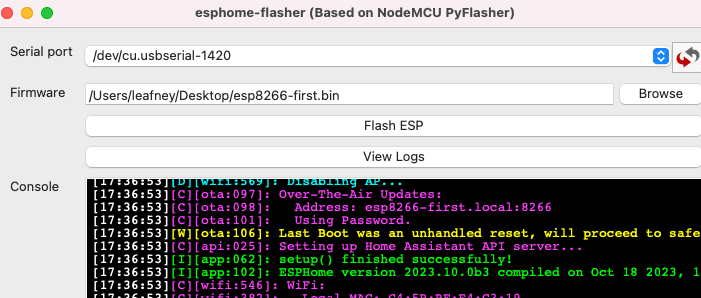 esphome-flasher (Based on NodeMCU PyFlasher)
Serial port
/dev/cu.usbserial-1420
Firmware
/Users/leafney/Desktop/esp8266-first.bin
Browse
Flash ESP
View Logs
Console
[17:36:53][D][wifi:569]: Disabling AP...
[17:36:53][C][ota:097]: Over-The-Air Updates:
[17:36:53][C][ota:098]:   Address: esp8266-first.local:8266
[17:36:53][C][ota:101]:   Using Password.
[17:36:53][W][ota:106]: Last Boot was an unhandled reset, will proceed to safe
[17:36:53][C][api:025]: Setting up Home Assistant API server...
[17:36:53][I][app:062]: setup() finished successfully!
[17:36:53][I][app:102]: ESPHome version 2023.10.0b3 compiled on Oct 18 2023, 1
[17:36:53][C][wifi:546]: WiFi:
[17:36:53][C][wifi:382]:   Local MAC: